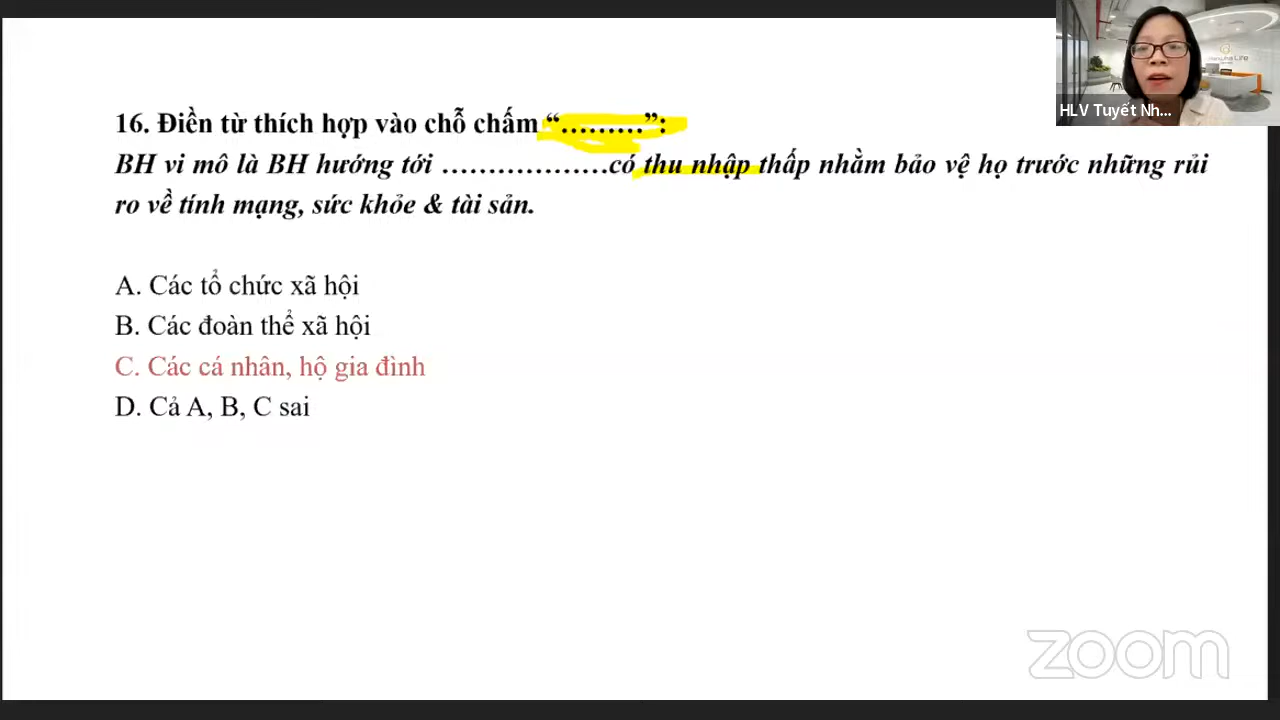 16. Điền từ thích hợp vào chỗ chấm “………”:
BH vi mô là BH hướng tới ………………có thu nhập thấp nhằm bảo vệ họ trước những rủi
ro về tính mạng, sức khỏe & tài sản.
A. Các tổ chức xã hội
B. Các đoàn thể xã hội
C. Các cá nhân, hộ gia đình
D. Cả A, B, C sai
HLV Tuyết Nh...
zoom